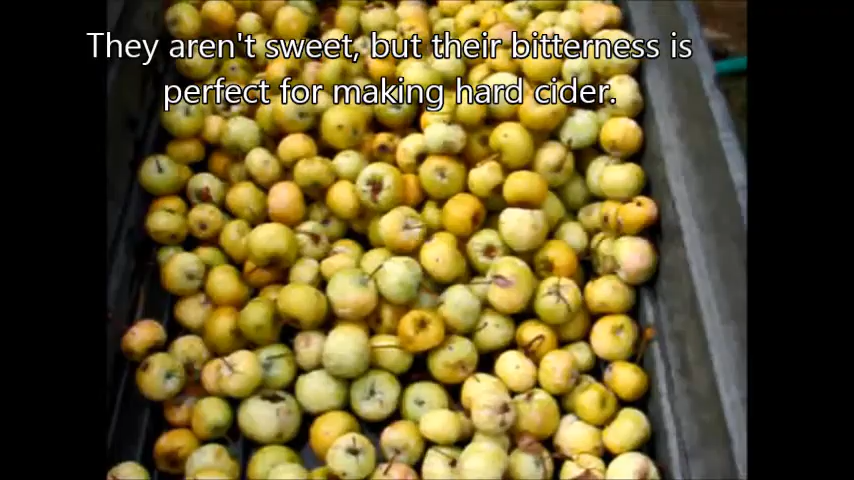 They aren't sweet, but their bitterness is
perfect for making hard cider.